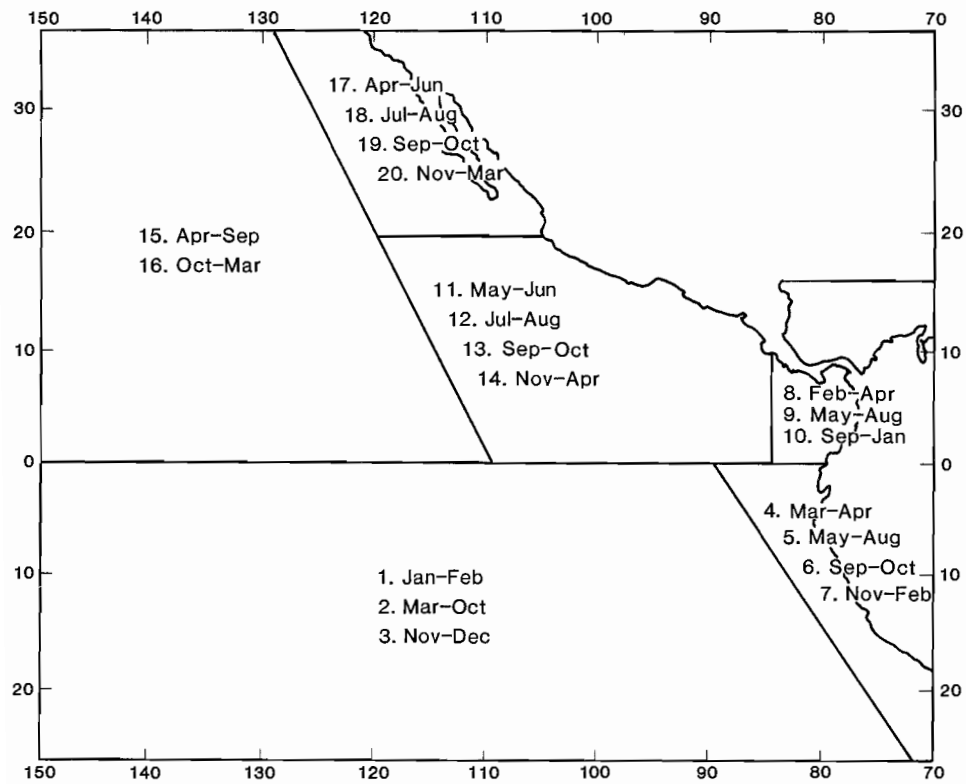 150 140 130 120 110 100 90 80 70
17. Apr-Jun
30 30
18. Jul-Aug
19. Sep-Oct
20. Nov-Mar
20 20
15. Apr-Sep
16. Oct-Mar
11. May-Jun
12. Jul-Aug
13. Sep-Oct
10 10
14. Nov-Apr
8. Feb-Apr
9. May-Aug
10. Sep-Jan
0 0
4. Mar-Apr
5. May-Aug
6. Sep-Oct
10 10
1. Jan-Feb
7. Nov-Feb
2. Mar-Oct
3. Nov-Dec
20 20
150 140 130 120 110 100 90 80 70